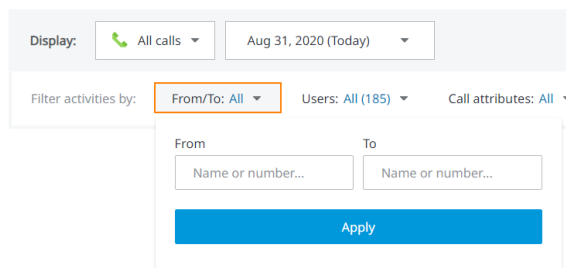 Display: All calls Aug 31, 2020 (Today)
Filter activities by: From/To: All Users: All (185) Call attributes: All
From To
Name or number... Name or number...
Apply